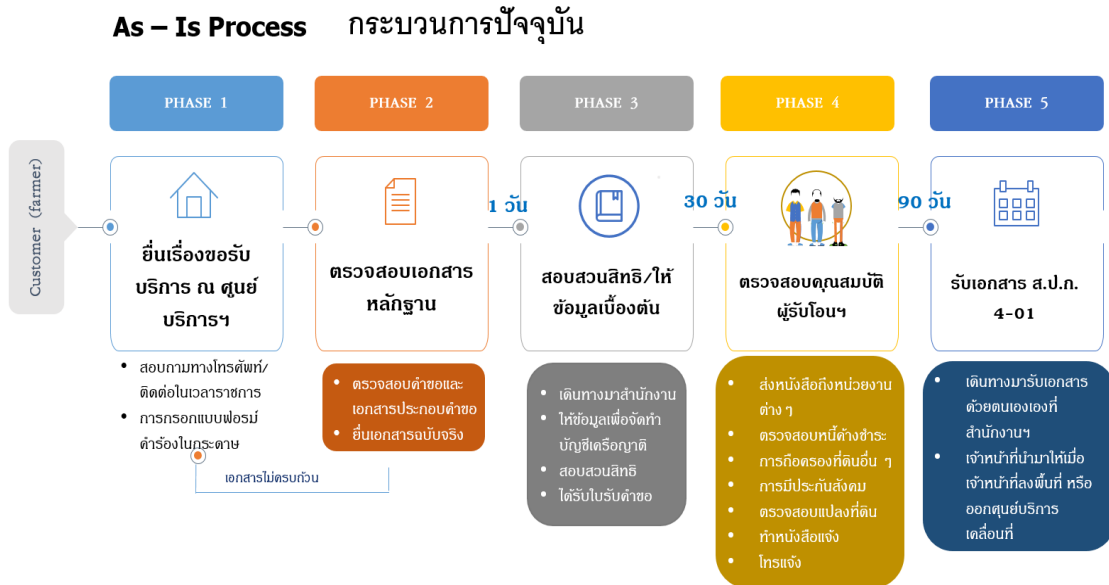 As – Is Process กระบวนการปัจจุบัน
PHASE 1
PHASE 2
PHASE 3
PHASE 4
PHASE 5
Customer (farmer)
ยื่นเรื่องขอรับ
บริการ ณ ศูนย์
บริการฯ
ตรวจสอบเอกสาร
หลักฐาน
1 วัน
สอบสวนสิทธิ/ให้
ข้อมูลเบื้องต้น
30 วัน
ตรวจสอบคุณสมบัติ
ผู้รับโอนฯ
90 วัน
รับเอกสาร ส.ป.ก.
4-01
• สอบถามทางโทรศัพท์/
ติดต่อในเวลาราชการ
• การกรอกแบบฟอรม์
คำร้องในกระดาษ
เอกสารไม่ครบถ้วน
• ตรวจสอบคำขอและ
เอกสารประกอบคำขอ
• ยื่นเอกสารฉบับจริง
• เดินทางมาสำนักงาน
• ให้ข้อมูลเพื่อจัดทำ
บัญชีเครือญาติ
• สอบสวนสิทธิ
• ได้รับใบรับคำขอ
• ส่งหนังสือถึงหน่วยงาน
ต่าง ๆ
• ตรวจสอบหนี้ค้างชำระ
• การถือครองที่ดินอื่น ๆ
• การมีประกันสังคม
• ตรวจสอบแปลงที่ดิน
• ทำหนังสือแจ้ง
• โทรแจ้ง
• เดินทางมารับเอกสาร
ด้วยตนเองเองที่
สำนักงานฯ
• เจ้าหน้าที่นำมาให้เมื่อ
เจ้าหน้าที่ลงพื้นที่ หรือ
ออกศูนย์บริการ
เคลื่อนที่